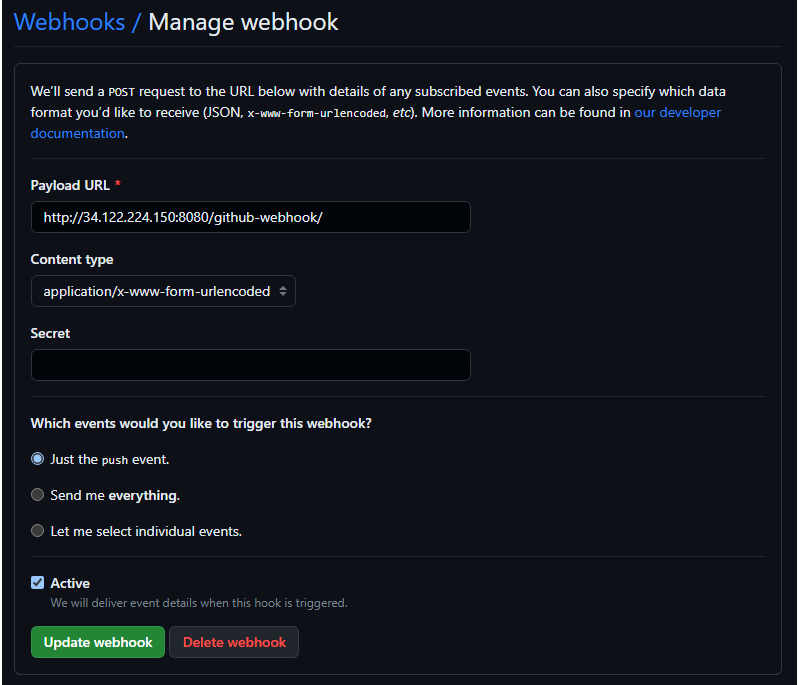 Webhooks / Manage webhook
We'll send a POST request to the URL below with details of any subscribed events. You can also specify which data
format you'd like to receive (JSON, x-www-form-urlencoded, etc). More information can be found in our developer
documentation.
Payload URL *
http://34.122.224.150:8080/github-webhook/
Content type
application/x-www-form-urlencoded
Secret
Which events would you like to trigger this webhook?
Just the push event.
Send me everything.
Let me select individual events.
Active
We will deliver event details when this hook is triggered.
Update webhook Delete webhook